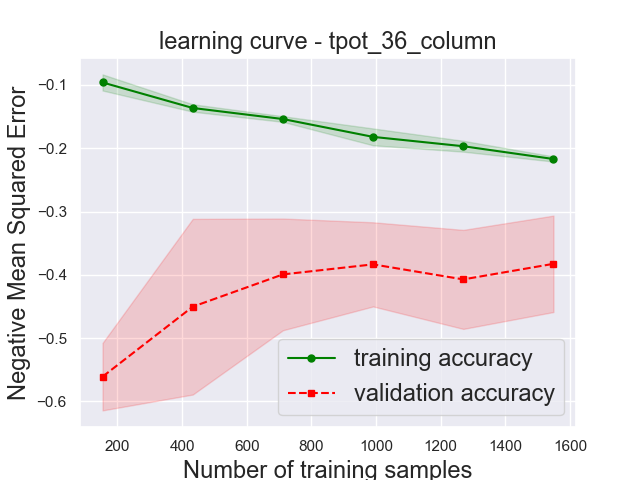 learning curve - tpot_36_column
Negative Mean Squared Error
−0.1
−0.2
−0.3
−0.4
−0.5
−0.6
training accuracy
validation accuracy
200 400 600 800 1000 1200 1400 1600
Number of training samples